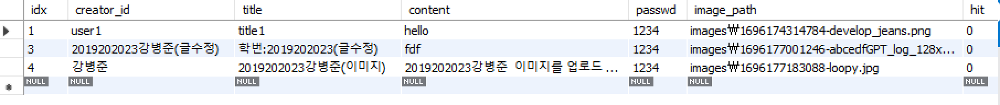 idx creator_id title content passwd image_path hit
1 user1 title1 hello 1234 images₩1696174314784-develop_jeans.png 0
3 2019202023강병준(글수정) 학번:2019202023(글수정) fdf 1234 images₩1696177001246-abcedfGPT_log_128x... 0
4 강병준 2019202023강병준(이미지) 2019202023강병준 이미지를 업로드 ... 1234 images₩1696177183088-loopy.jpg 0
NULL NULL NULL NULL NULL NULL NULL